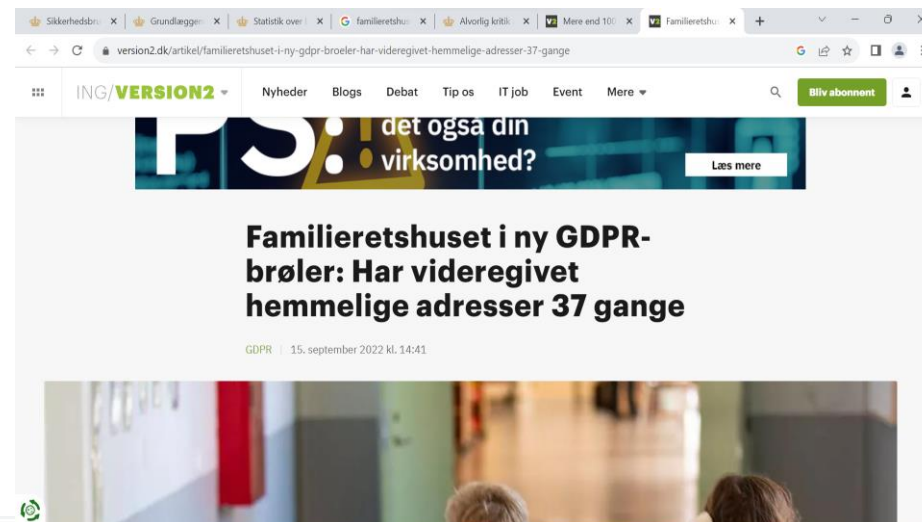 Sikkerhedsbru
Grundlæggen
Statistik over
familieretshus
Alvorlig kritik
Mere end 100
Familieretshu
version2.dk/artikel/familieretshuset-i-ny-gdpr-broeler-har-videregivet-hemmelige-adresser-37-gange
ING/VERSION2
Nyheder Blogs Debat Tip os IT job Event Mere
Bliv abonnent
PS:
det også din
virksomhed?
Læs mere
Familieretshuset i ny GDPR-
brøler: Har videregivet
hemmelige adresser 37 gange
GDPR | 15. september 2022 kl. 14:41